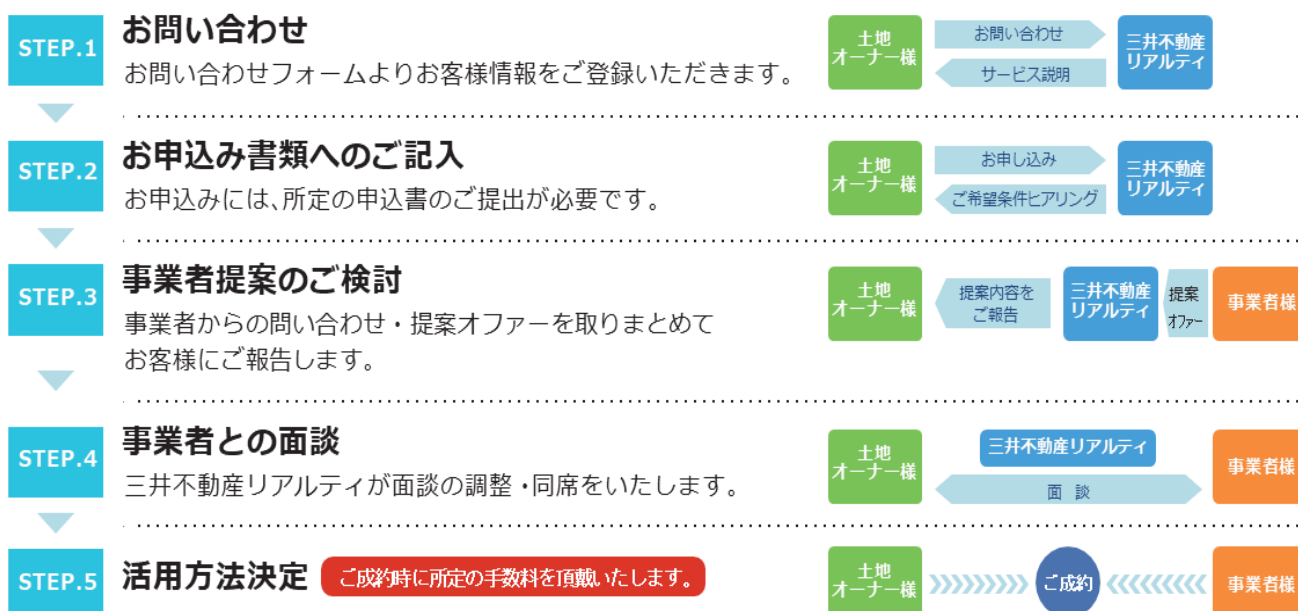 STEP.1
お問い合わせ
お問い合わせフォームよりお客様情報をご登録いただきます。
土地
オーナー様
お問い合わせ
サービス説明
三井不動産
リアルティ
STEP.2
お申込み書類へのご記入
お申込みには、所定の申込書のご提出が必要です。
土地
オーナー様
お申し込み
ご希望条件ヒアリング
三井不動産
リアルティ
STEP.3
事業者提案のご検討
事業者からの問い合わせ・提案オファーを取りまとめて
お客様にご報告します。
土地
オーナー様
提案内容を
ご報告
三井不動産
リアルティ
提案
オファー
事業者様
STEP.4
事業者との面談
三井不動産リアルティが面談の調整・同席をいたします。
土地
オーナー様
三井不動産リアルティ
面 談
事業者様
STEP.5
活用方法決定
ご成約時に所定の手数料を頂戴いたします。
土地
オーナー様
ご成約
事業者様